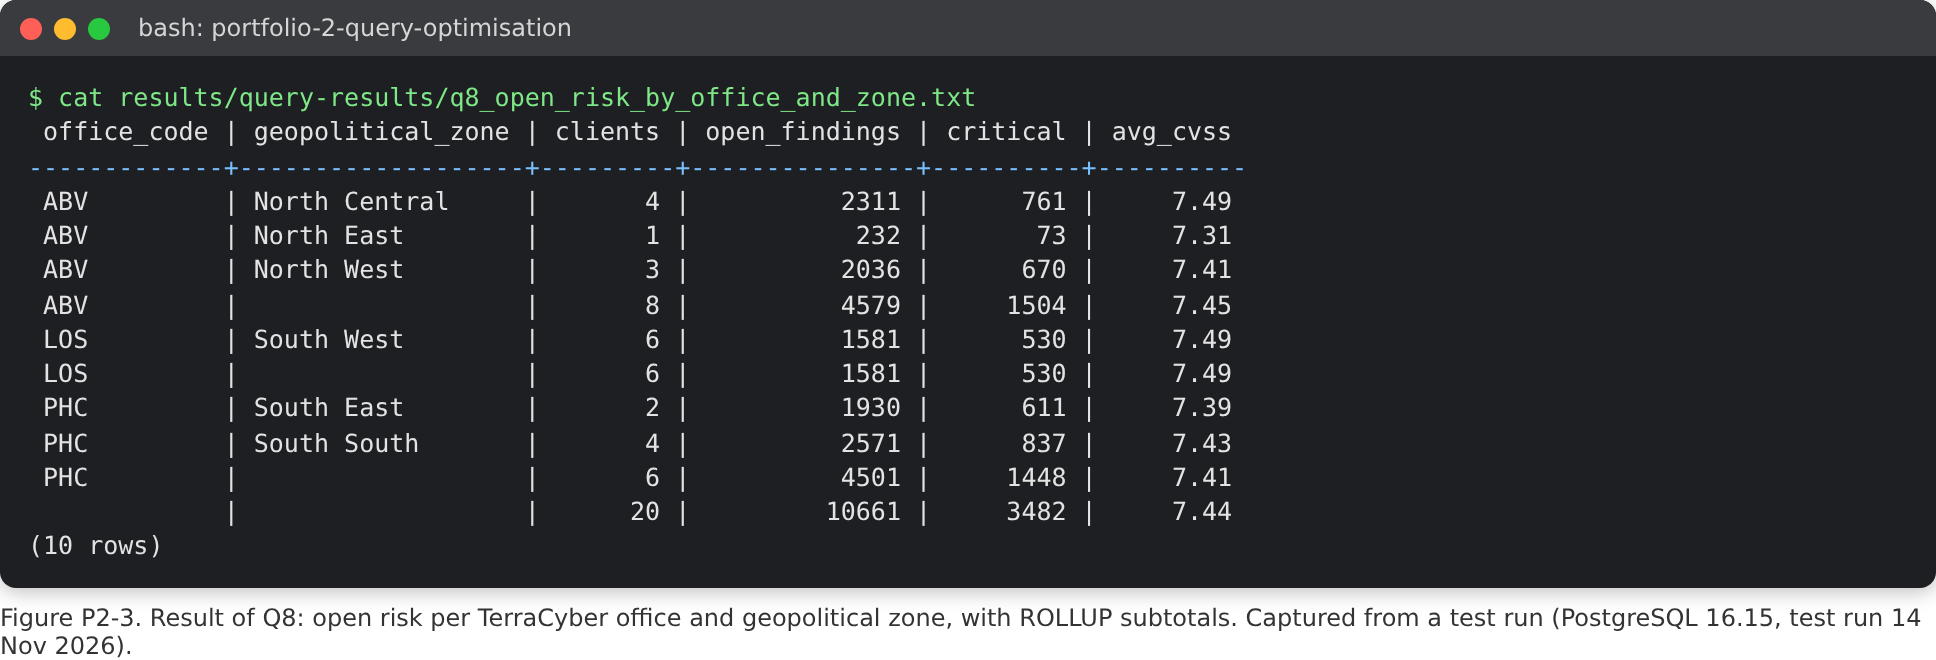 bash: portfolio-2-query-optimisation
$ cat results/query-results/q8_open_risk_by_office_and_zone.txt
 office_code | geopolitical_zone | clients | open_findings | critical | avg_cvss
-------------+-------------------+---------+---------------+----------+----------
 ABV         | North Central     |       4 |          2311 |      761 |     7.49
 ABV         | North East        |       1 |           232 |       73 |     7.31
 ABV         | North West        |       3 |          2036 |      670 |     7.41
 ABV         |                   |       8 |          4579 |     1504 |     7.45
 LOS         | South West        |       6 |          1581 |      530 |     7.49
 LOS         |                   |       6 |          1581 |      530 |     7.49
 PHC         | South East        |       2 |          1930 |      611 |     7.39
 PHC         | South South       |       4 |          2571 |      837 |     7.43
 PHC         |                   |       6 |          4501 |     1448 |     7.41
             |                   |      20 |         10661 |     3482 |     7.44
(10 rows)
Figure P2-3. Result of Q8: open risk per TerraCyber office and geopolitical zone, with ROLLUP subtotals. Captured from a test run (PostgreSQL 16.15, test run 14
Nov 2026).